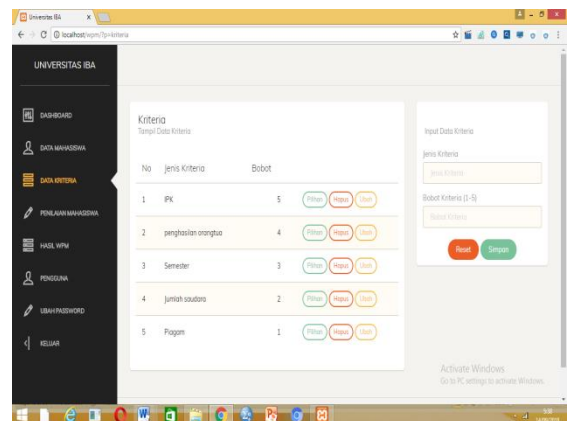 Universitas IBA
localhost/wpm/?p=kriteria
UNIVERSITAS IBA
DASHBOARD
DATA MAHASISWA
DATA KRITERIA
PENILAIAN MAHASISWA
HASIL WPM
PENGGUNA
UBAH PASSWORD
KELUAR
Kriteria
Tampil Data Kriteria
No Jenis Kriteria Bobot
1 IPK 5 Pilihan Hapus Ubah
2 penghasilan orangtua 4 Pilihan Hapus Ubah
3 Semester 3 Pilihan Hapus Ubah
4 Jumlah saudara 2 Pilihan Hapus Ubah
5 Piagam 1 Pilihan Hapus Ubah
Input Data Kriteria
Jenis Kriteria
Jenis Kriteria
Bobot Kriteria (1-5)
Bobot Kriteria
Reset Simpan
Activate Windows
Go to PC settings to activate Windows.